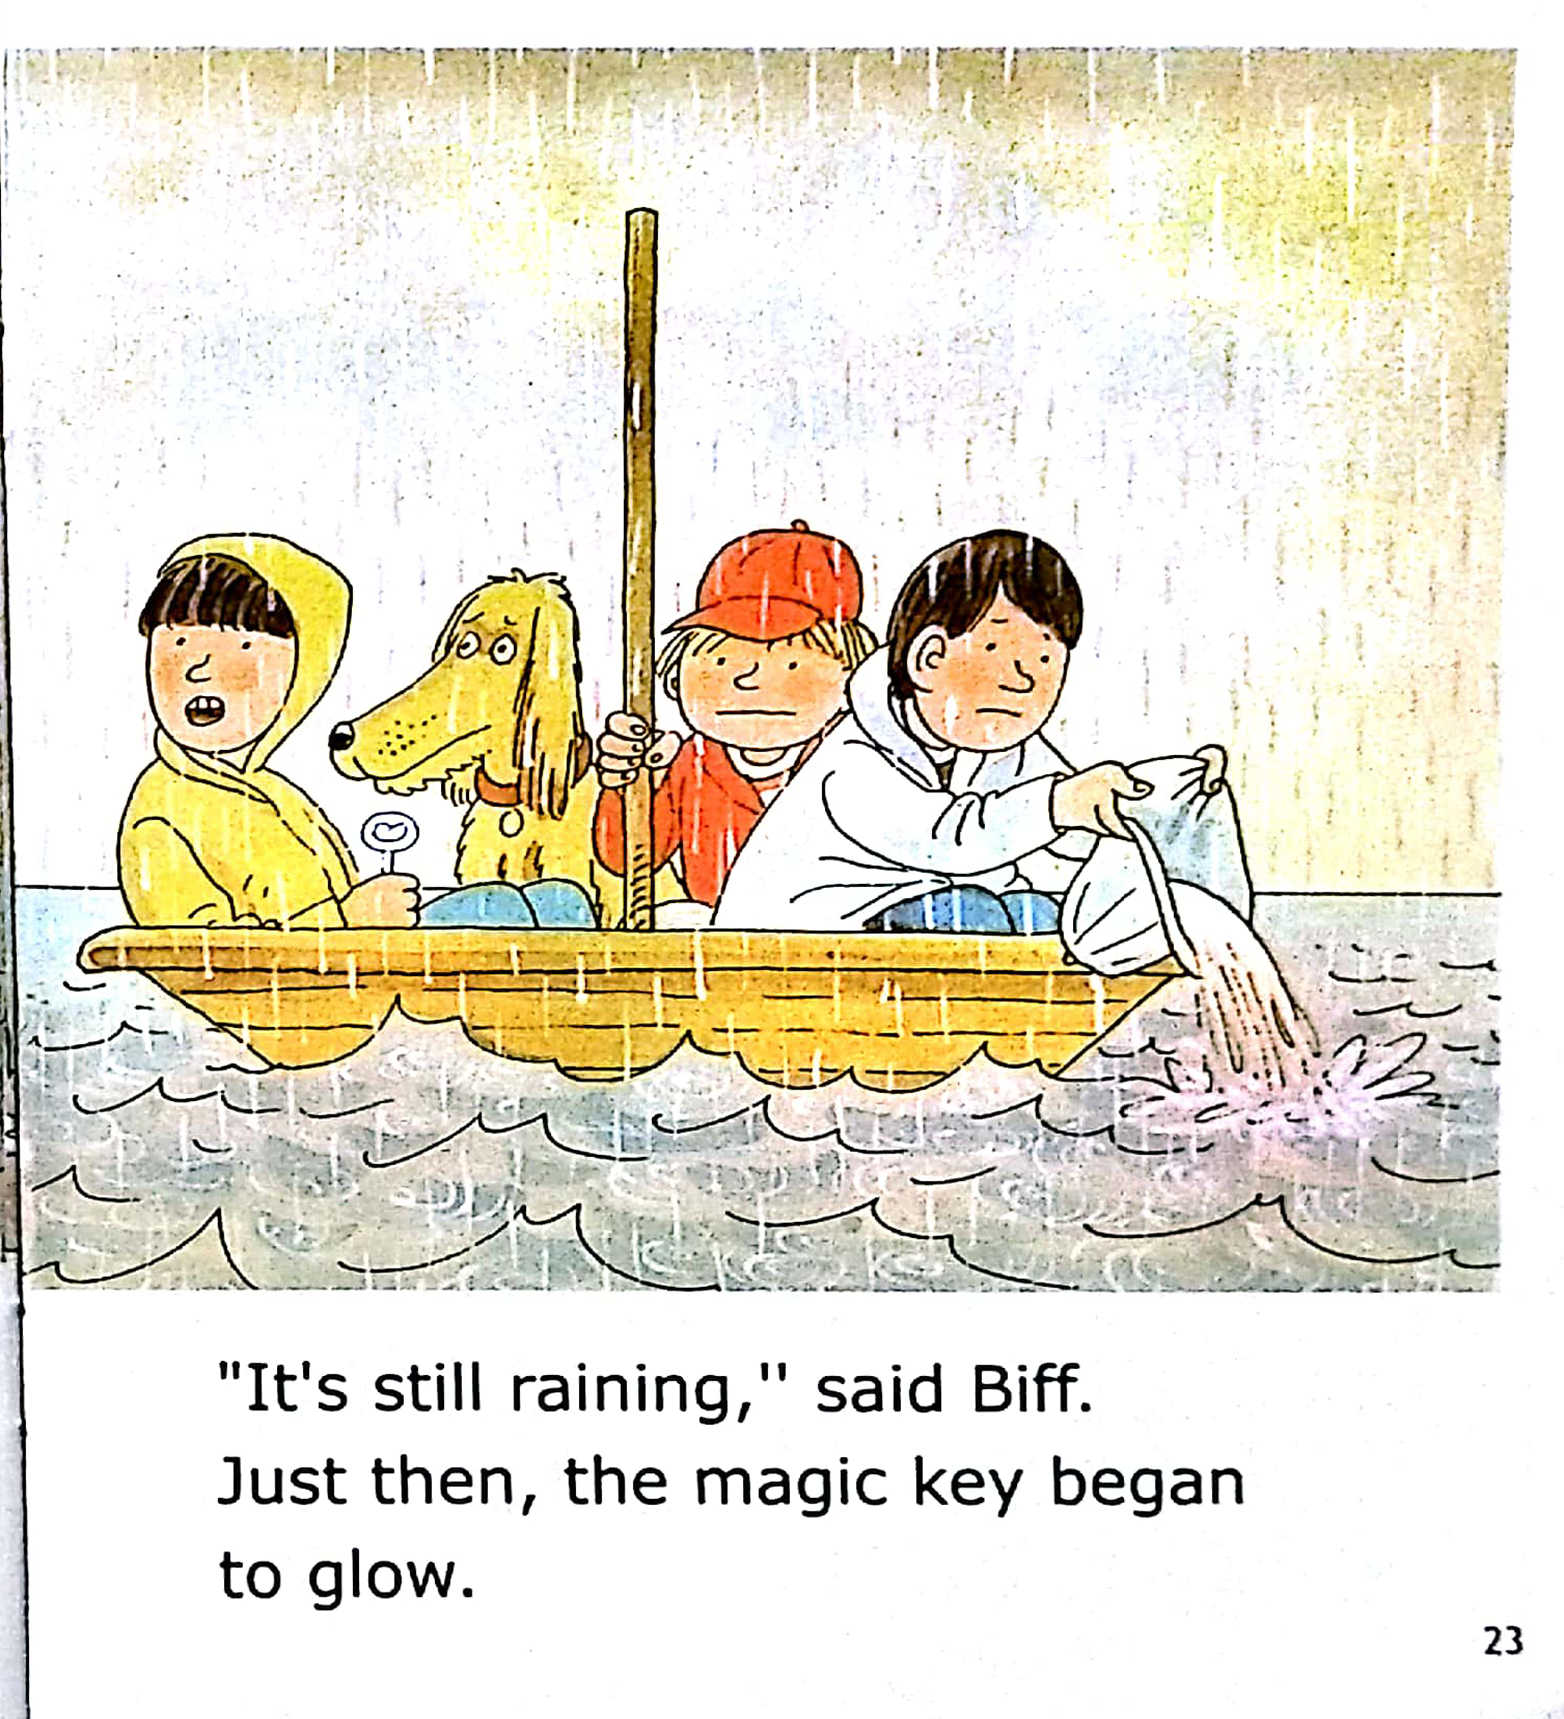 "It's still raining," said Biff.
Just then, the magic key began
to glow.
23